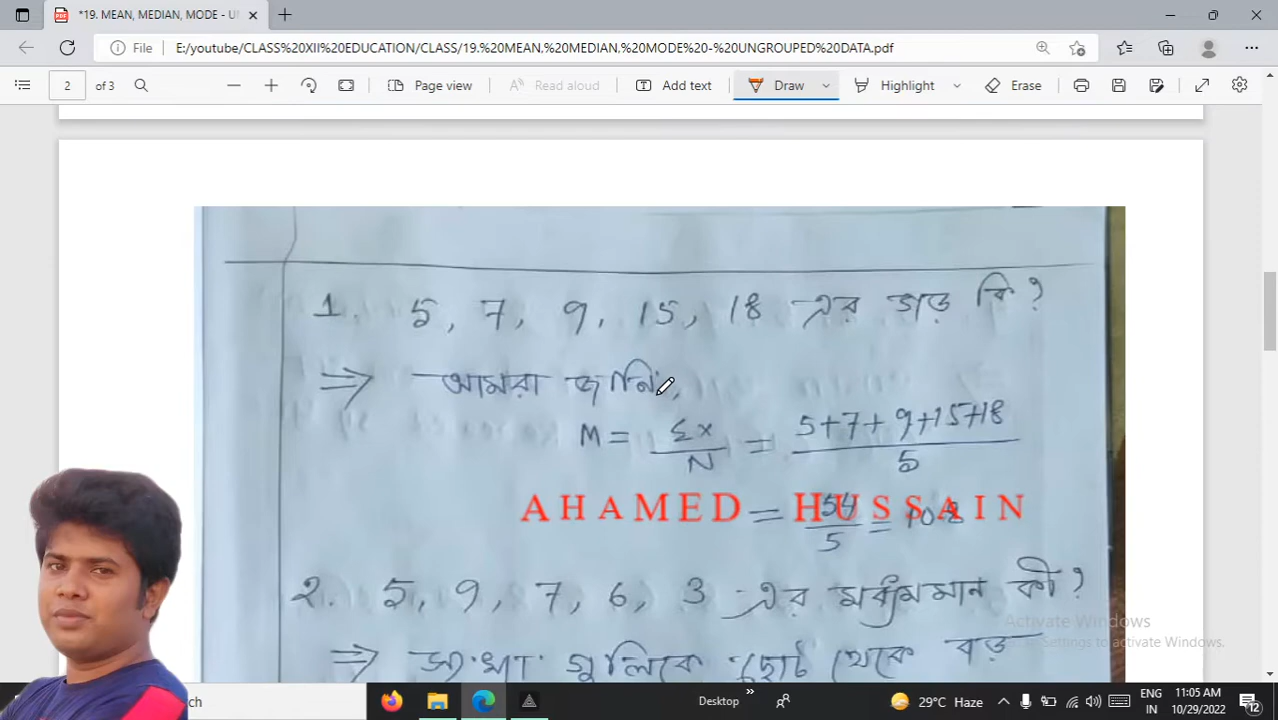 *19. MEAN, MEDIAN, MODE - UI
File E:/youtube/CLASS%20XII%20EDUCATION/CLASS/19.%20MEAN.%20MEDIAN,%20MODE%20-%20UNGROUPED%20DATA.pdf
2 of 3 Page view Read aloud Add text Draw Highlight Erase
1. 5, 7, 9, 15, 18 এর গড় কি?
⇒ আমরা জানি,
M = Σx/N = 5+7+9+15+18/5
= 54/5 = 10.8
AHAMED HUSSAIN
2. 5, 9, 7, 6, 3 এর মধ্যমমান কী?
⇒ সংখ্যা গুলিকে ছোট থেকে বড়
Activate Windows
Settings to activate Windows.
rch Desktop » 29°C Haze ENG IN 11:05 AM 10/29/2022 12